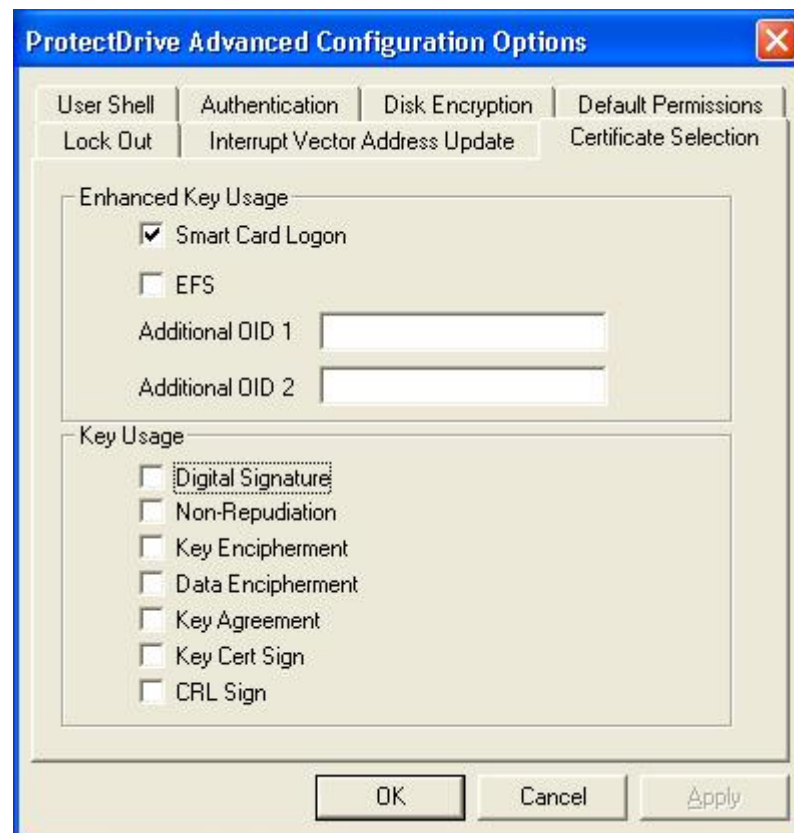 ProtectDrive Advanced Configuration Options
User Shell Authentication Disk Encryption Default Permissions
Lock Out Interrupt Vector Address Update Certificate Selection
Enhanced Key Usage
Smart Card Logon
EFS
Additional OID 1
Additional OID 2
Key Usage
Digital Signature
Non-Repudiation
Key Encipherment
Data Encipherment
Key Agreement
Key Cert Sign
CRL Sign
OK Cancel Apply